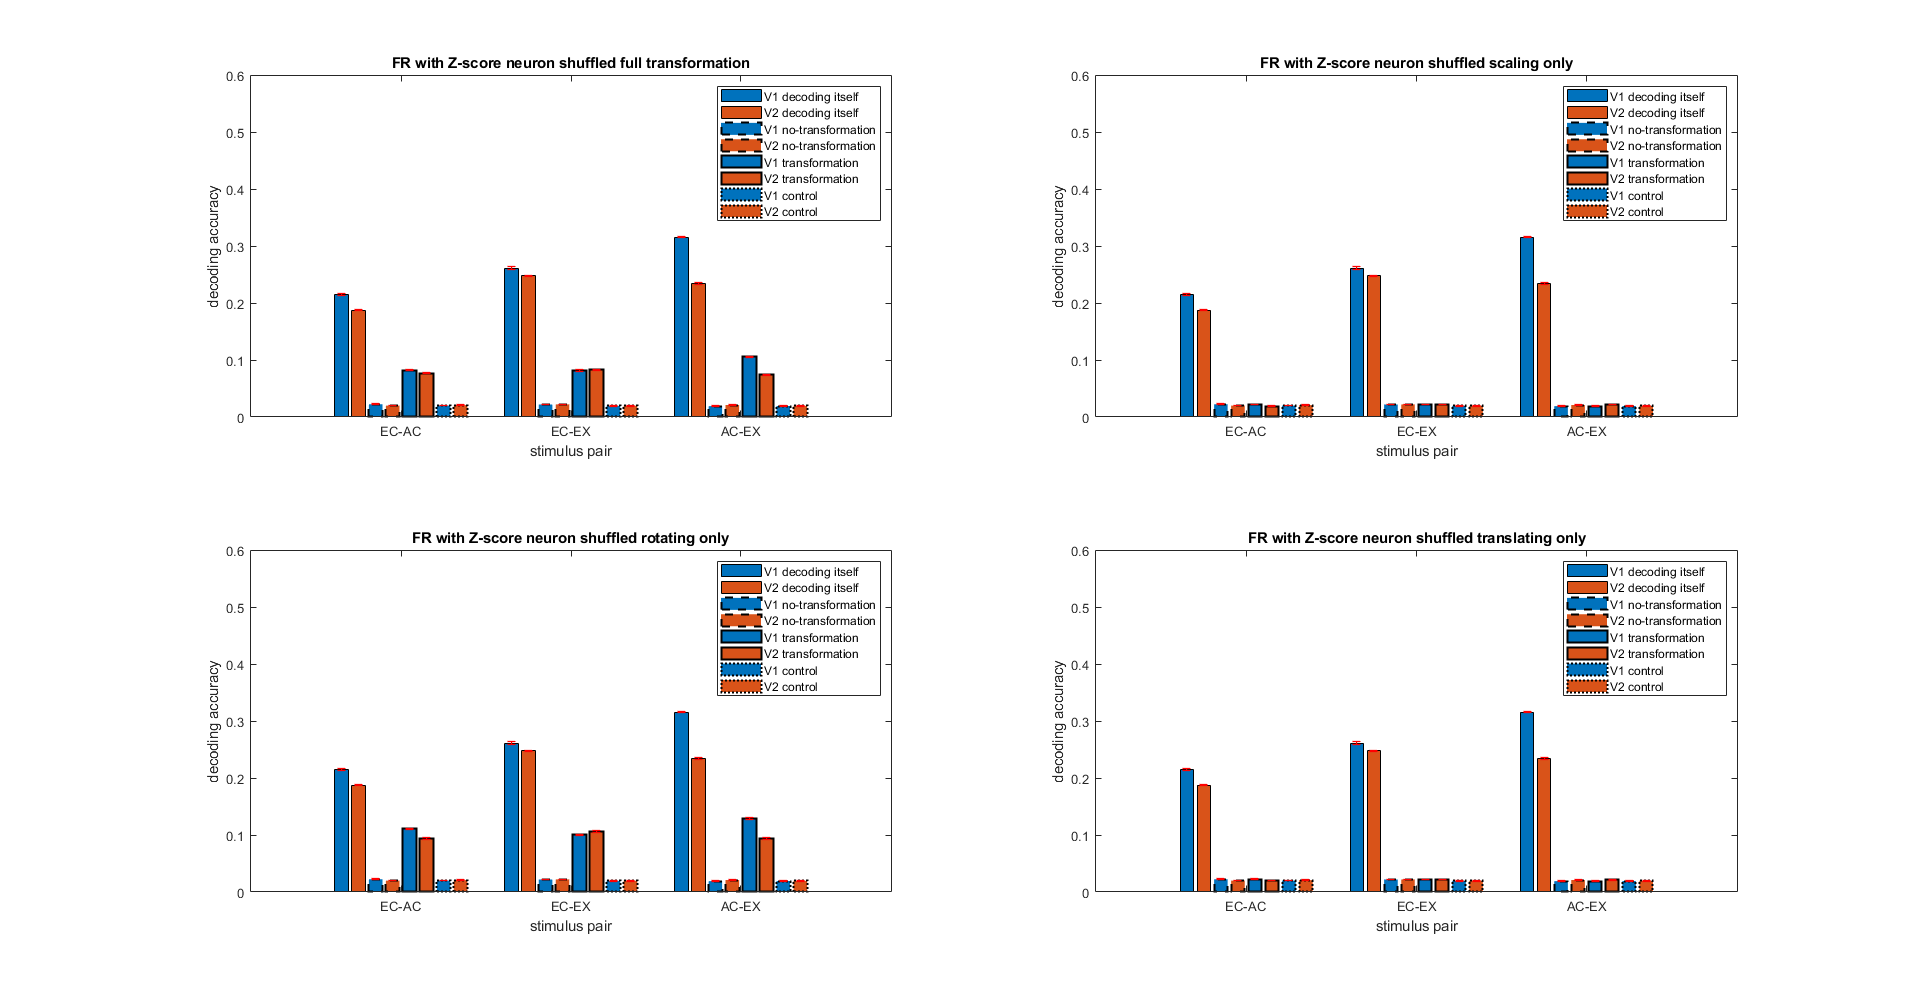 FR with Z-score neuron shuffled full transformation
0.6
0.5
0.4
0.3
0.2
0.1
0
decoding accuracy
V1 decoding itself
V2 decoding itself
V1 no-transformation
V2 no-transformation
V1 transformation
V2 transformation
V1 control
V2 control
EC-AC
EC-EX
AC-EX
stimulus pair
FR with Z-score neuron shuffled scaling only
0.6
0.5
0.4
0.3
0.2
0.1
0
decoding accuracy
V1 decoding itself
V2 decoding itself
V1 no-transformation
V2 no-transformation
V1 transformation
V2 transformation
V1 control
V2 control
EC-AC
EC-EX
AC-EX
stimulus pair
FR with Z-score neuron shuffled rotating only
0.6
0.5
0.4
0.3
0.2
0.1
0
decoding accuracy
V1 decoding itself
V2 decoding itself
V1 no-transformation
V2 no-transformation
V1 transformation
V2 transformation
V1 control
V2 control
EC-AC
EC-EX
AC-EX
stimulus pair
FR with Z-score neuron shuffled translating only
0.6
0.5
0.4
0.3
0.2
0.1
0
decoding accuracy
V1 decoding itself
V2 decoding itself
V1 no-transformation
V2 no-transformation
V1 transformation
V2 transformation
V1 control
V2 control
EC-AC
EC-EX
AC-EX
stimulus pair